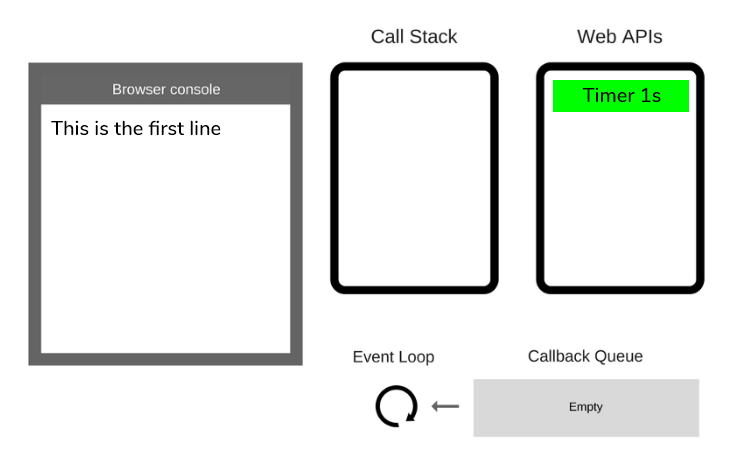 Call Stack
Web APIs
Browser console
This is the first line
Timer 1s
Event Loop
Callback Queue
Empty